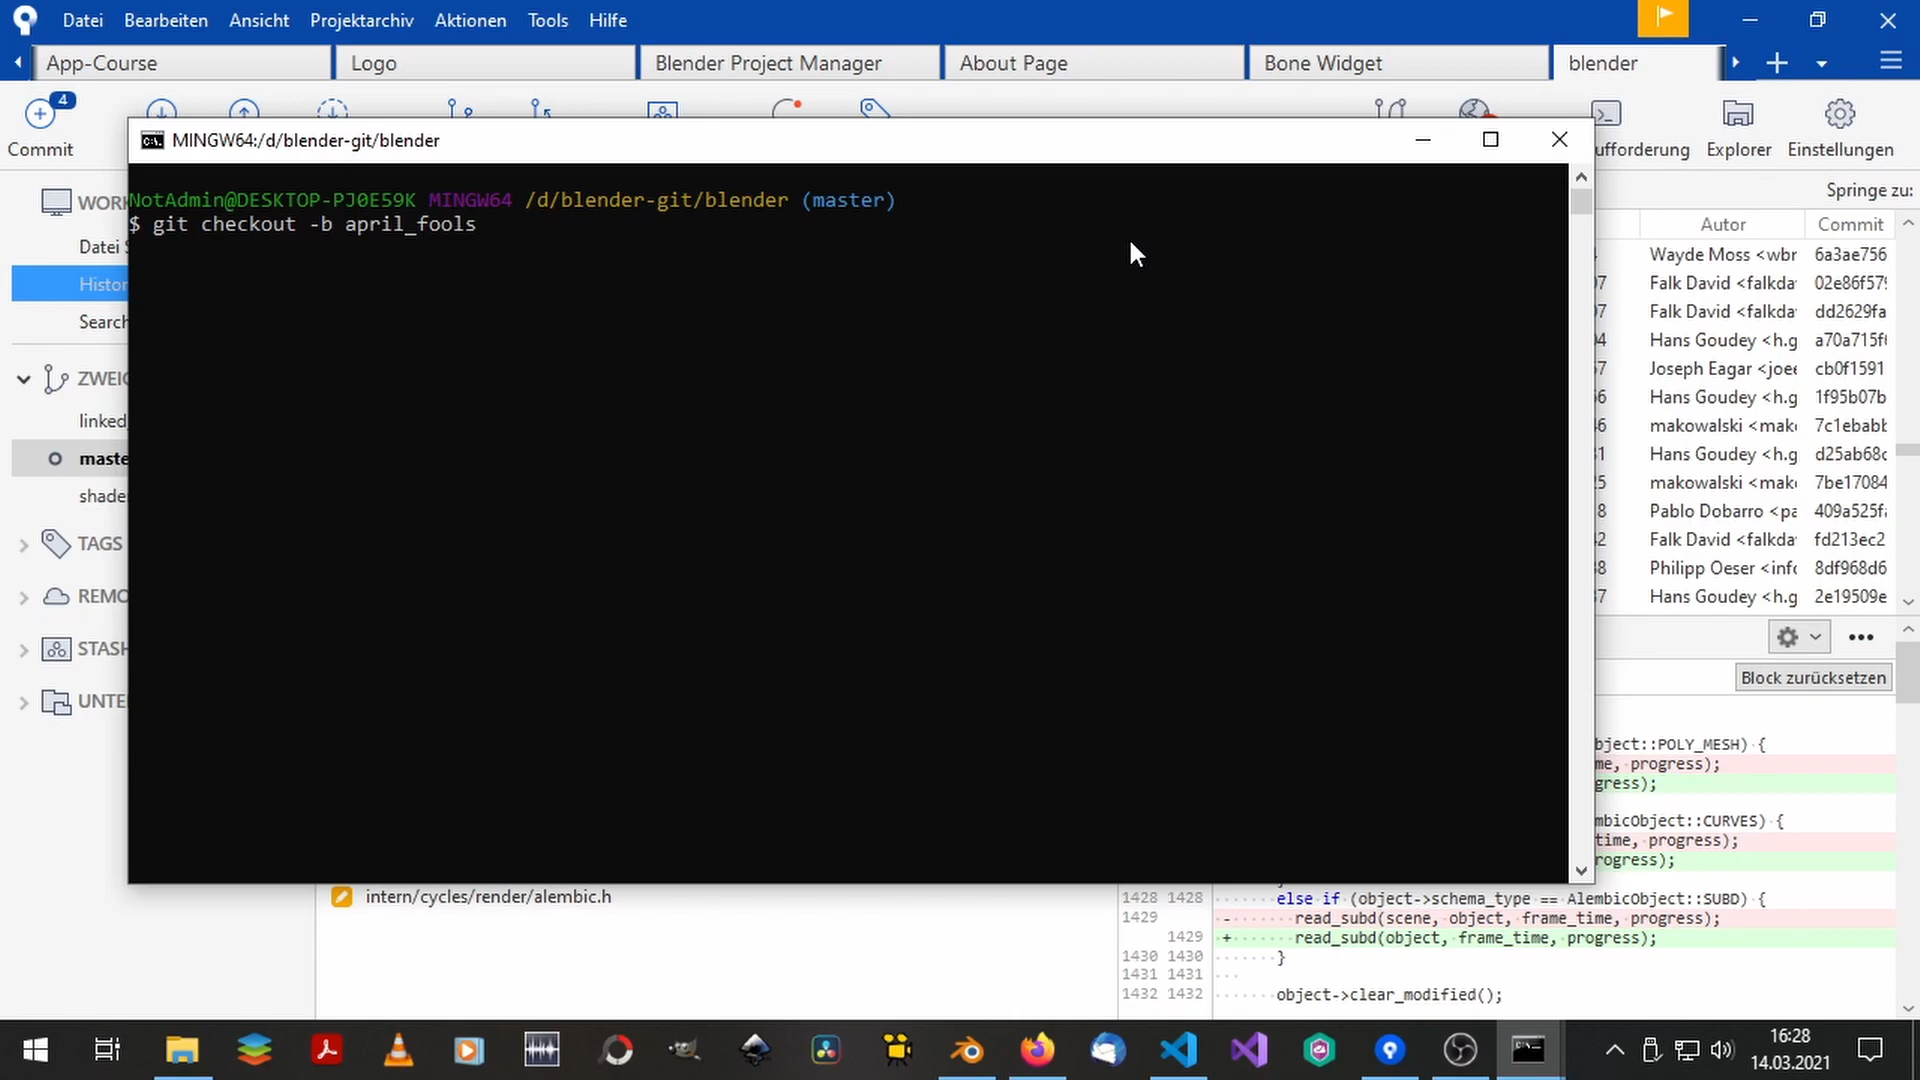 Datei Bearbeiten Ansicht Projektarchiv Aktionen Tools Hilfe
App-Course Logo Blender Project Manager About Page Bone Widget blender
4
Commit ufforderung Explorer Einstellungen
MINGW64:/d/blender-git/blender
NotAdmin@DESKTOP-PJ0E59K MINGW64 /d/blender-git/blender (master)
$ git checkout -b april_fools
WORK
Datei S
Histor
Search
ZWEIG
linked_
maste
shader
TAGS
REMO
STASH
UNTE
Springe zu:
Autor Commit
Wayde Moss <wbr 6a3ae756
Falk David <falkda 02e86f579
Falk David <falkda dd2629fa
Hans Goudey <h.g a70a715f
Joseph Eagar <joee cb0f1591
Hans Goudey <h.g 1f95b07b
makowalski <mak 7c1ebabb
Hans Goudey <h.g d25ab68c
makowalski <mak 7be17084
Pablo Dobarro <pa 409a525f
Falk David <falkda fd213ec2
Philipp Oeser <info 8df968d6
Hans Goudey <h.g 2e19509e
Block zurücksetzen
bject::POLY_MESH) {
me, progress);
gress);
mbicObject::CURVES) {
time, progress);
rogress);
intern/cycles/render/alembic.h
1428 1428 else if (object->schema_type == AlembicObject::SUBD) {
1429 - read_subd(scene, object, frame_time, progress);
1429 + read_subd(object, frame_time, progress);
1430 1430 }
1431 1431
1432 1432 object->clear_modified();
16:28
14.03.2021